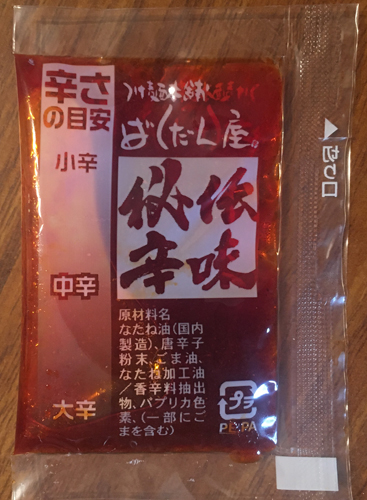 辛さ
の目安
小辛
中辛
大辛
ばくだん屋。
秘伝
辛味
原材料名
なたね油(国内
製造)、唐辛子
粉末、ごま油、
なたね加工油
/香辛料抽出
物、パプリカ色
素、(一部にご
まを含む)
プラ
PE,PA
切り口